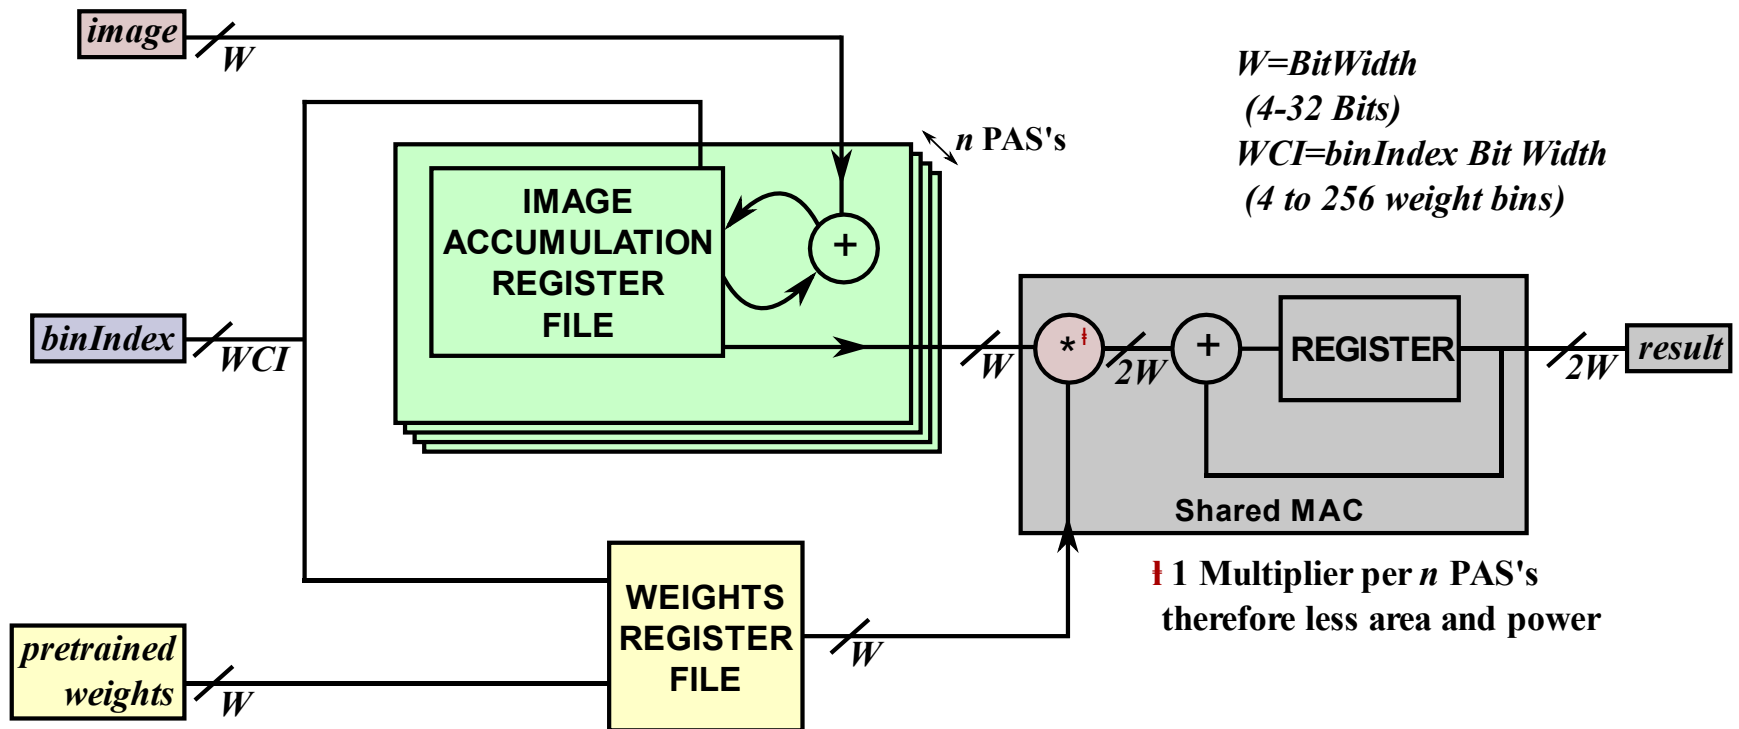 image
W
W=BitWidth
(4-32 Bits)
WCI=binIndex Bit Width
(4 to 256 weight bins)
n PAS's
IMAGE
ACCUMULATION
REGISTER
FILE
+
binIndex
WCI
W
*ƚ
2W
+
REGISTER
2W
result
Shared MAC
ƚ 1 Multiplier per n PAS's
therefore less area and power
WEIGHTS
REGISTER
FILE
W
pretrained
weights
W